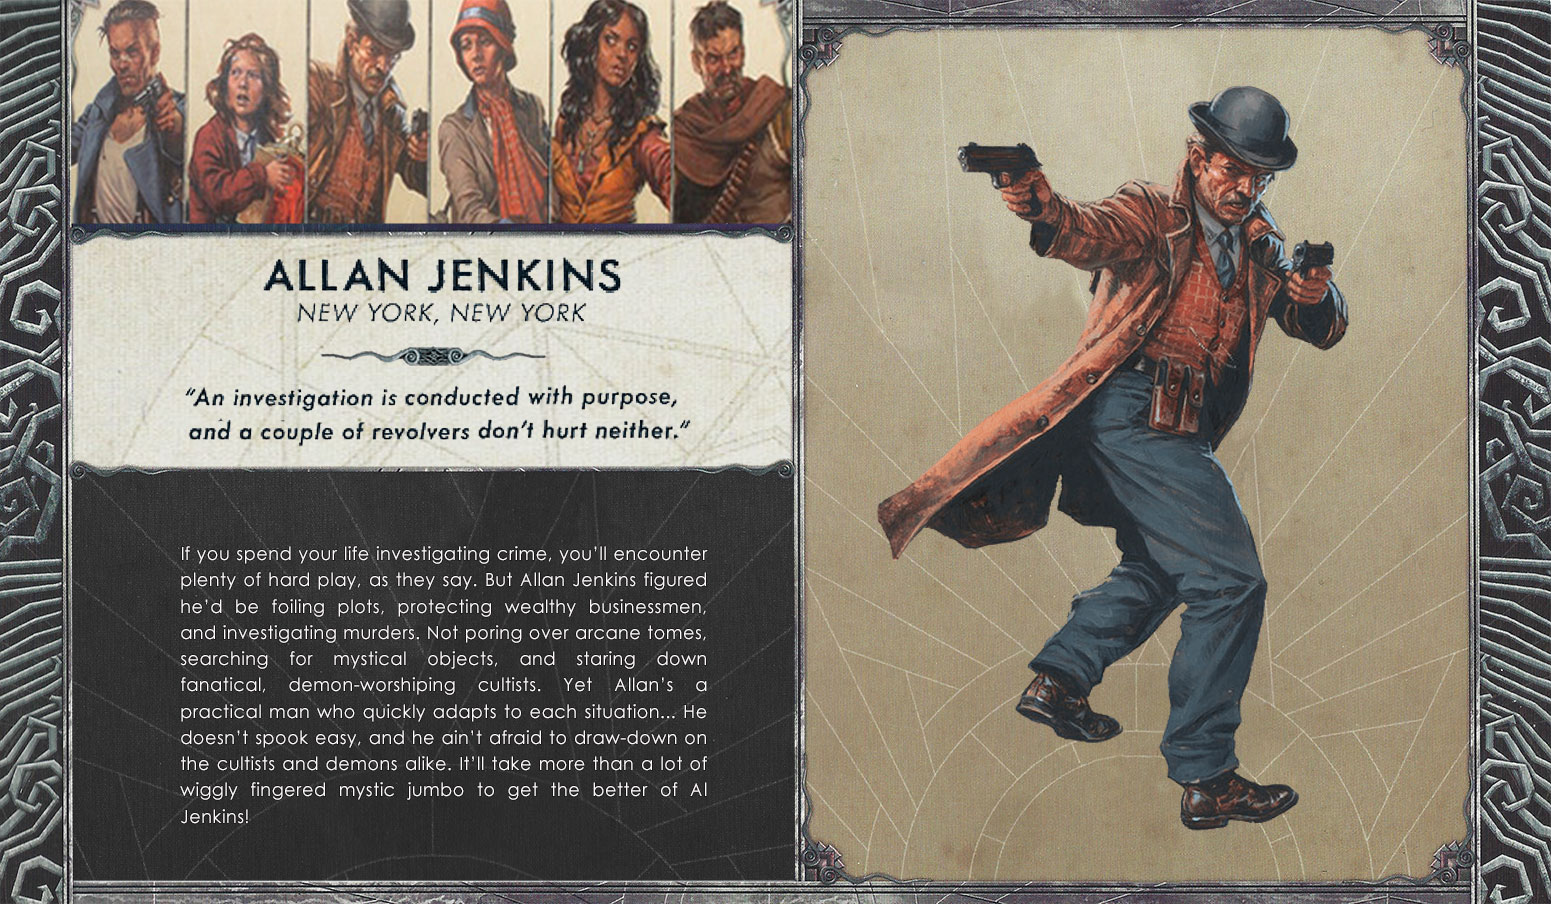 ALLAN JENKINS
NEW YORK, NEW YORK
“An investigation is conducted with purpose,
and a couple of revolvers don’t hurt neither.”
If you spend your life investigating crime, you’ll encounter
plenty of hard play, as they say. But Allan Jenkins figured
he’d be foiling plots, protecting wealthy businessmen,
and investigating murders. Not poring over arcane tomes,
searching for mystical objects, and staring down
fanatical, demon-worshiping cultists. Yet Allan’s a
practical man who quickly adapts to each situation... He
doesn’t spook easy, and he ain’t afraid to draw-down on
the cultists and demons alike. It’ll take more than a lot of
wiggly fingered mystic jumbo to get the better of Al
Jenkins!